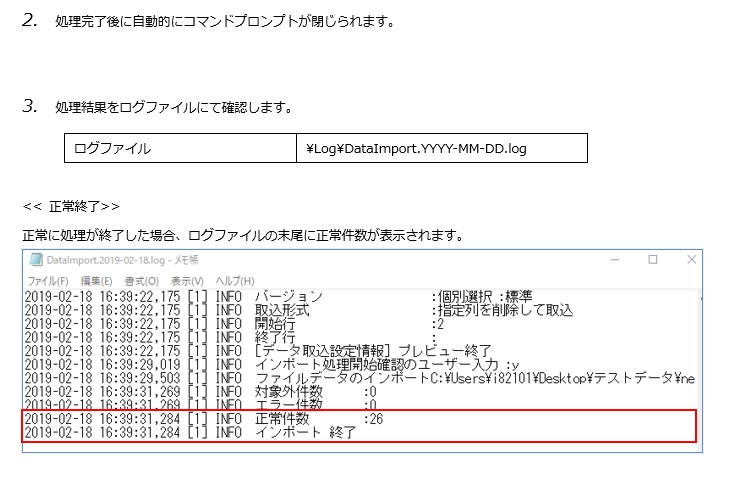 2. 処理完了後に自動的にコマンドプロンプトが閉じられます。
3. 処理結果をログファイルにて確認します。
ログファイル ¥Log¥DataImport.YYYY-MM-DD.log
<< 正常終了>>
正常に処理が終了した場合、ログファイルの末尾に正常件数が表示されます。
DataImport.2019-02-18.log - メモ帳
ファイル(F) 編集(E) 書式(O) 表示(V) ヘルプ(H)
2019-02-18 16:39:22,175 [1] INFO バージョン :個別選択 :標準
2019-02-18 16:39:22,175 [1] INFO 取込形式 :指定列を削除して取込
2019-02-18 16:39:22,175 [1] INFO 開始行 :2
2019-02-18 16:39:22,175 [1] INFO 終了行 :
2019-02-18 16:39:22,175 [1] INFO [データ取込設定情報] プレビュー終了
2019-02-18 16:39:29,019 [1] INFO インポート処理開始確認のユーザー入力 :y
2019-02-18 16:39:29,503 [1] INFO ファイルデータのインポートC:¥Users¥i82101¥Desktop¥テストデータ¥ne
2019-02-18 16:39:31,269 [1] INFO 対象外件数 :0
2019-02-18 16:39:31,269 [1] INFO エラー件数 :0
2019-02-18 16:39:31,284 [1] INFO 正常件数 :26
2019-02-18 16:39:31,284 [1] INFO インポート 終了